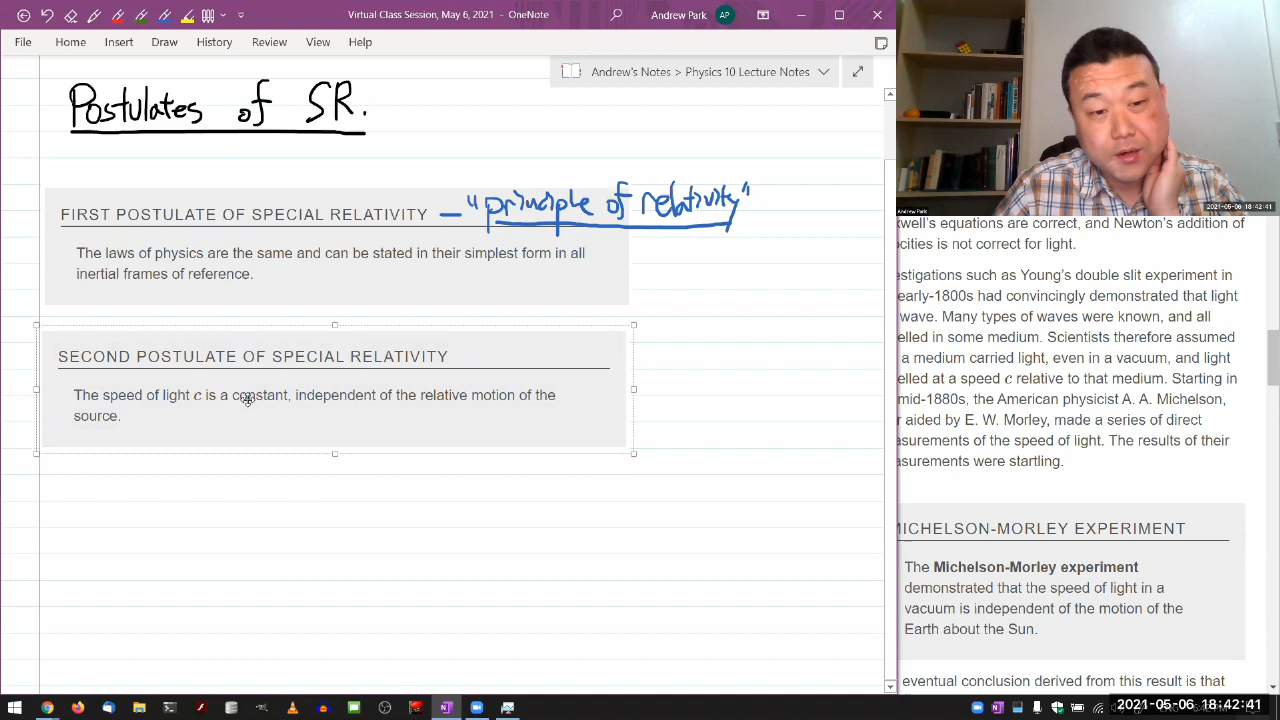 Virtual Class Session, May 6, 2021 - OneNote
Andrew Park
AP
File Home Insert Draw History Review View Help
Andrew's Notes > Physics 10 Lecture Notes
Postulates of SR.
FIRST POSTULATE OF SPECIAL RELATIVITY — "principle of relativity"
The laws of physics are the same and can be stated in their simplest form in all
inertial frames of reference.
SECOND POSTULATE OF SPECIAL RELATIVITY
The speed of light c is a constant, independent of the relative motion of the
source.
Andrew Park
2021-05-06 18:42:41
kwell's equations are correct, and Newton's addition of
ocities is not correct for light.
estigations such as Young's double slit experiment in
early-1800s had convincingly demonstrated that light
wave. Many types of waves were known, and all
elled in some medium. Scientists therefore assumed
a medium carried light, even in a vacuum, and light
elled at a speed c relative to that medium. Starting in
mid-1880s, the American physicist A. A. Michelson,
r aided by E. W. Morley, made a series of direct
asurements of the speed of light. The results of their
asurements were startling.
MICHELSON-MORLEY EXPERIMENT
The Michelson-Morley experiment
demonstrated that the speed of light in a
vacuum is independent of the motion of the
Earth about the Sun.
eventual conclusion derived from this result is that
2021-05-06 18:42:41